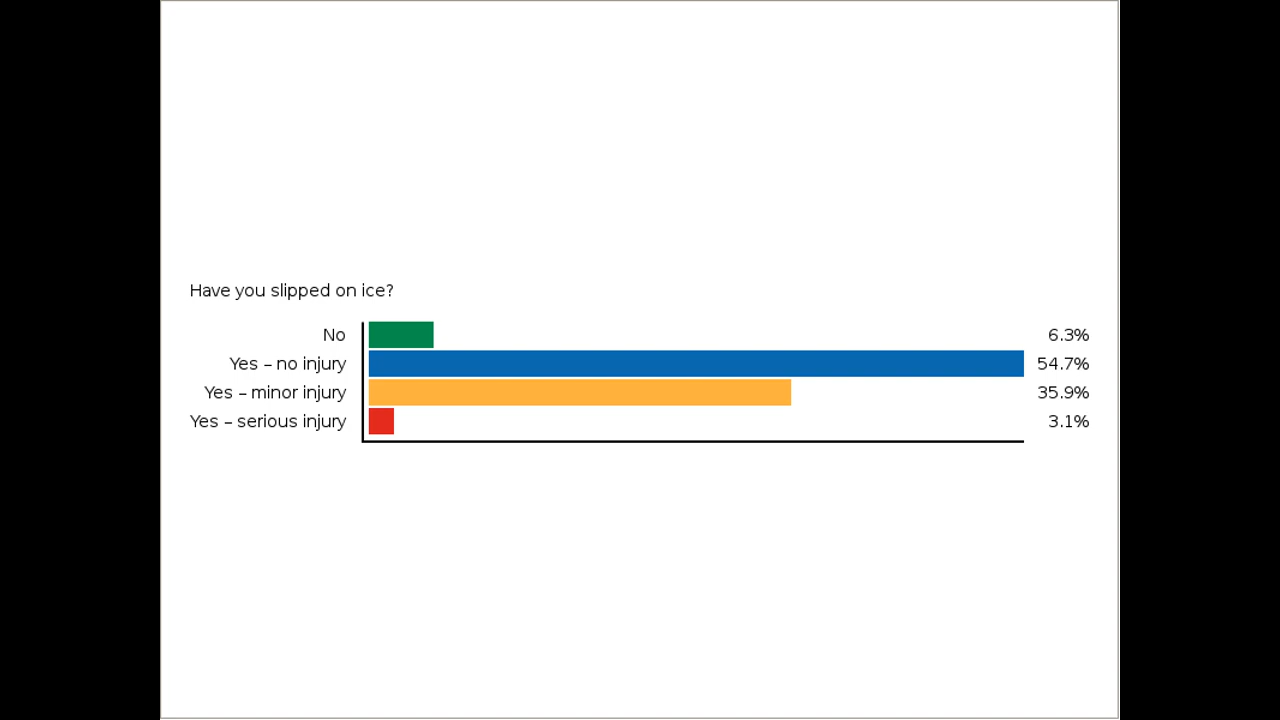 Have you slipped on ice?
No 6.3%
Yes – no injury 54.7%
Yes – minor injury 35.9%
Yes – serious injury 3.1%